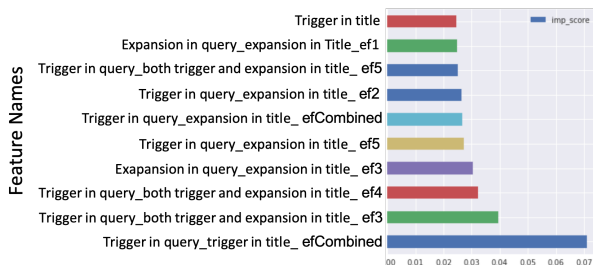 Feature Names
Trigger in title
Expansion in query_expansion in Title_ef1
Trigger in query_both trigger and expansion in title_ ef5
Trigger in query_expansion in title_ ef2
Trigger in query_expansion in title_ efCombined
Trigger in query_expansion in title_ ef5
Exapansion in query_expansion in title_ ef3
Trigger in query_both trigger and expansion in title_ ef4
Trigger in query_both trigger and expansion in title_ ef3
Trigger in query_trigger in title_ efCombined
imp_score
00 0.01 0.02 0.03 0.04 0.05 0.06 0.07